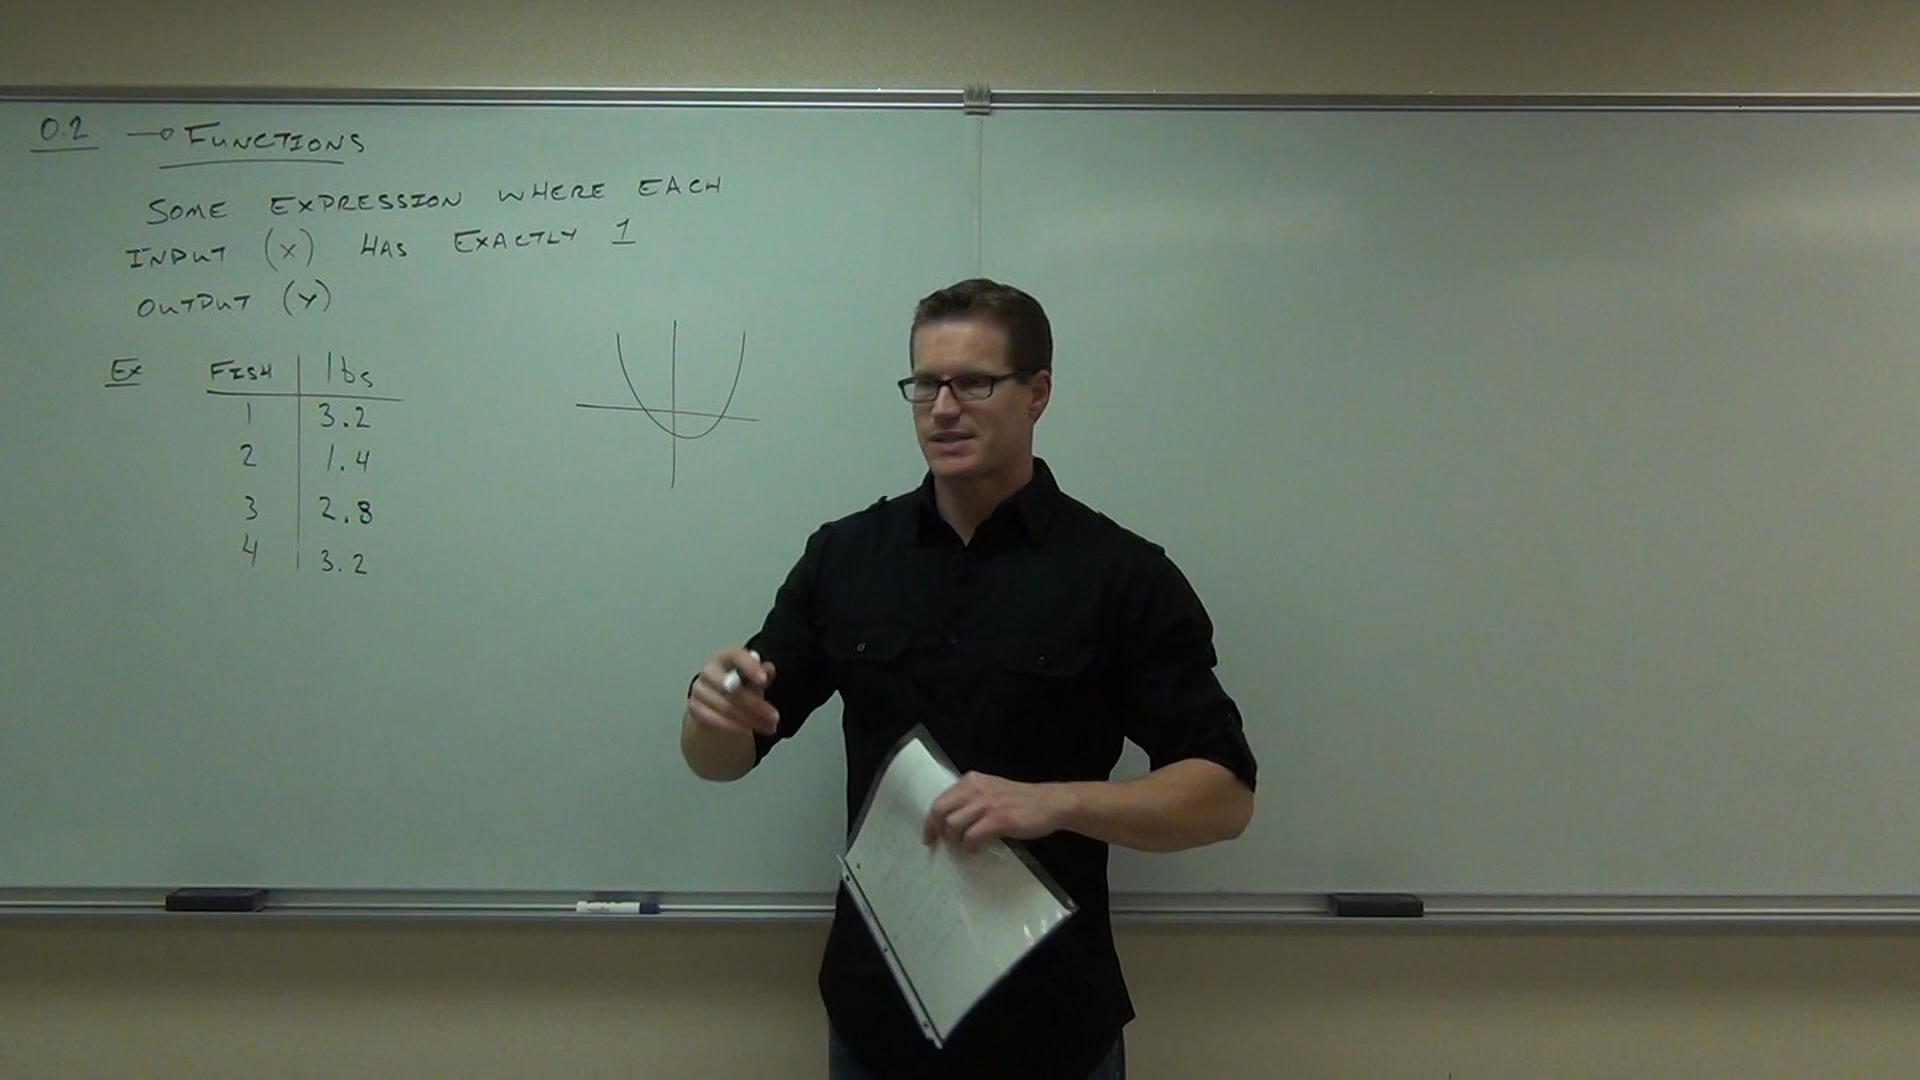 0.2 → FUNCTIONS
SOME EXPRESSION WHERE EACH
INPUT (X) HAS EXACTLY 1
OUTPUT (Y)
EX FISH lbs
1 3.2
2 1.4
3 2.8
4 3.2